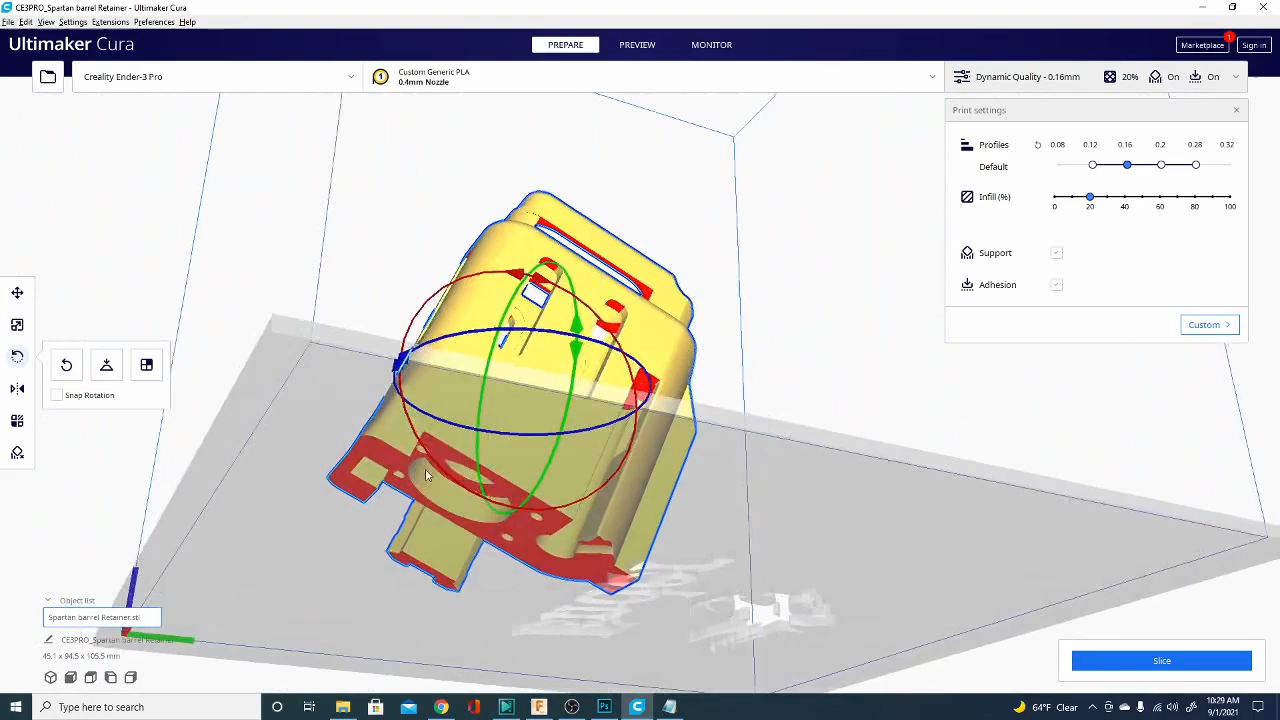 CE3PRO_Spartan barrel Retainer - Ultimaker Cura
File Edit View Settings Extensions Preferences Help
Ultimaker Cura
PREPARE
PREVIEW
MONITOR
Marketplace
1
Sign in
Creality Ender-3 Pro
1
Custom Generic PLA
0.4mm Nozzle
Dynamic Quality - 0.16mm
20%
On
On
Print settings
Profiles
0.08 0.12 0.16 0.2 0.28 0.32
Default
Infill (%)
0 20 40 60 80 100
Support
Adhesion
Custom
Snap Rotation
Object list
Spartan barrel Retainer.stl
CE3PRO_Spartan barrel Retainer
45.1 x 94.5 x 105.5 mm
Slice
Type here to search
64°F Clear
10:29 AM
9/1/2021